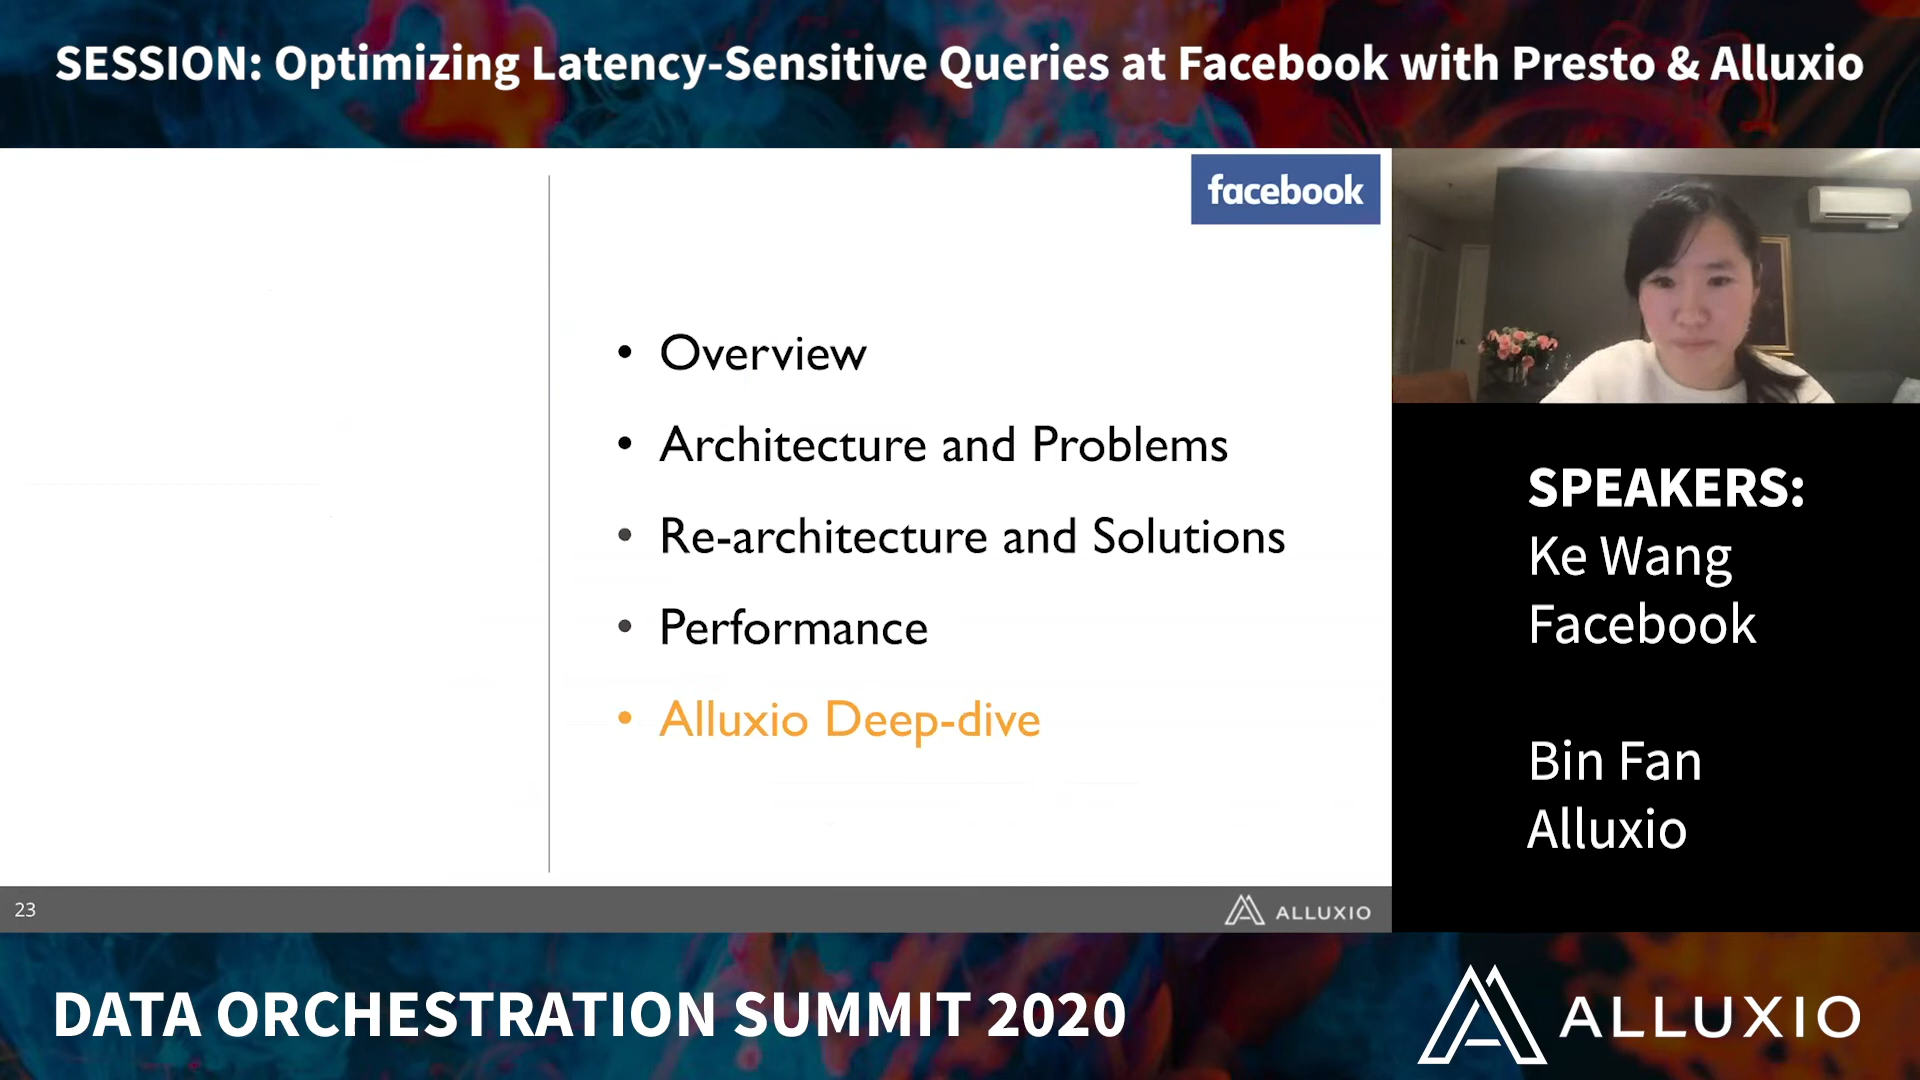 SESSION: Optimizing Latency-Sensitive Queries at Facebook with Presto & Alluxio
facebook
• Overview
• Architecture and Problems
• Re-architecture and Solutions
• Performance
• Alluxio Deep-dive
23
ALLUXIO
SPEAKERS:
Ke Wang
Facebook
Bin Fan
Alluxio
DATA ORCHESTRATION SUMMIT 2020
ALLUXIO